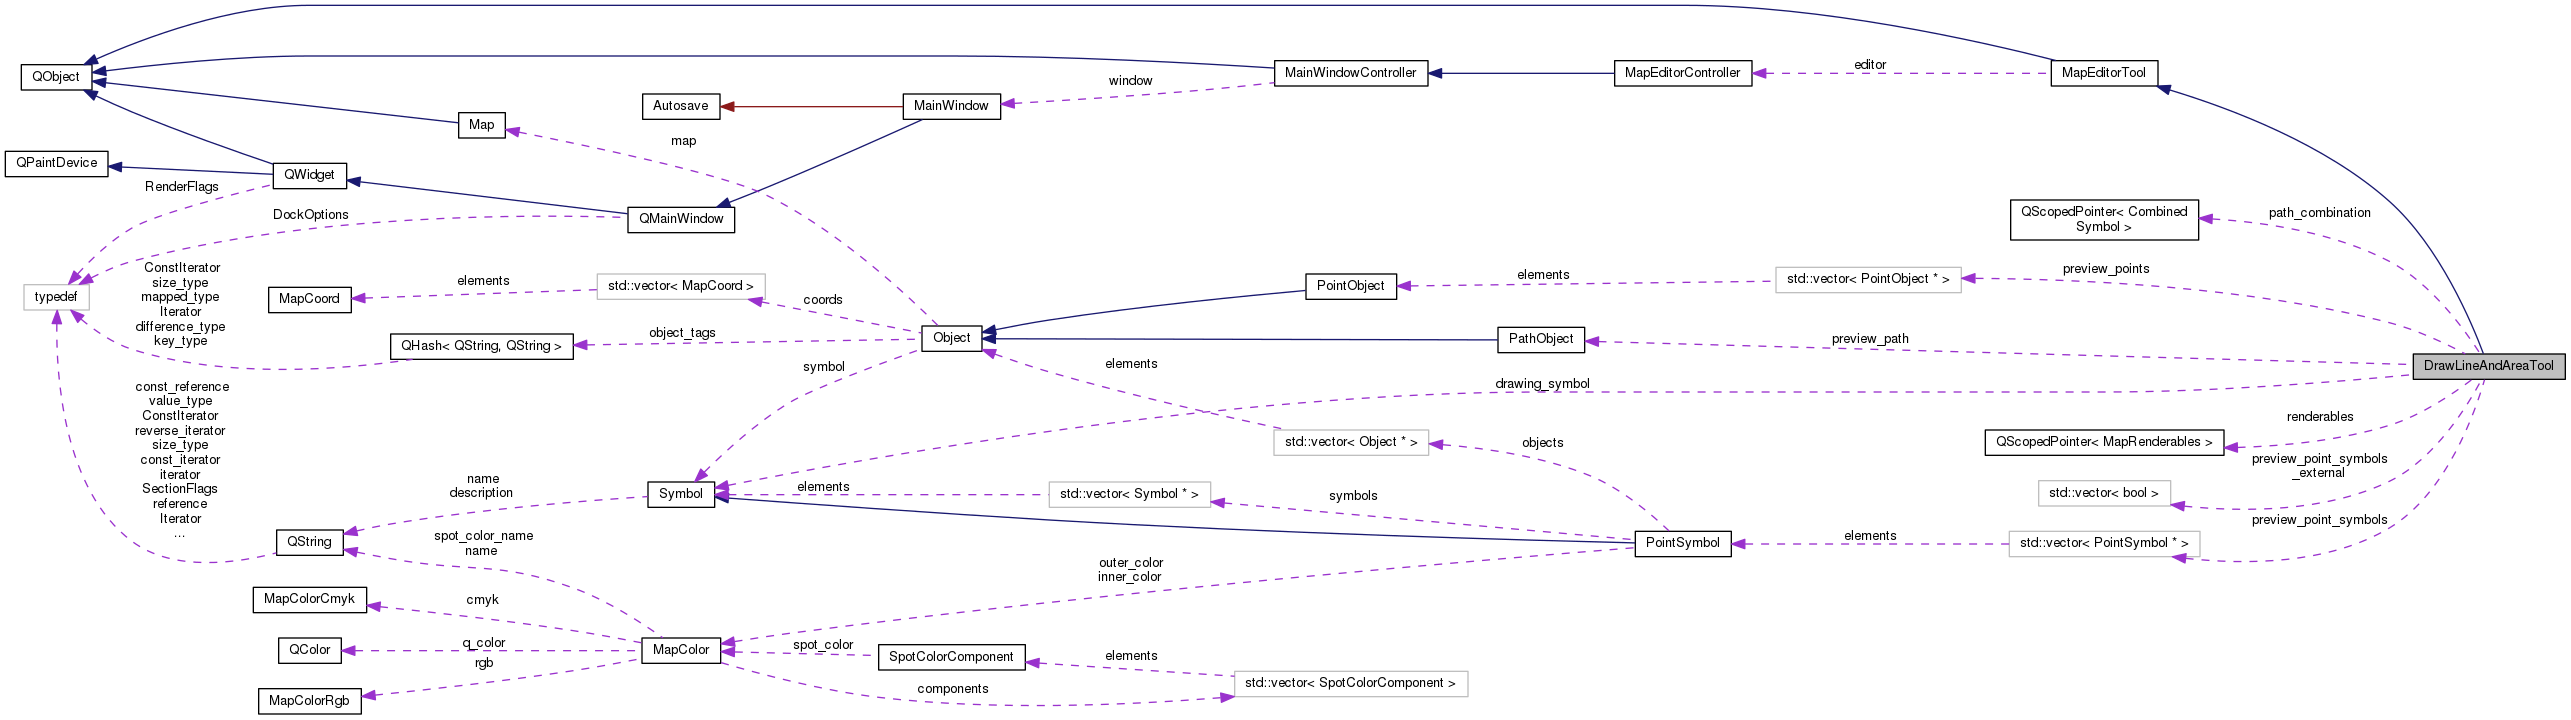 QObject
QPaintDevice
RenderFlags
DockOptions
typedef
ConstIterator
size_type
mapped_type
Iterator
difference_type
key_type
const_reference
value_type
ConstIterator
reverse_iterator
size_type
const_iterator
iterator
SectionFlags
reference
Iterator
...
QWidget
MapCoord
QHash< QString, QString >
QString
MapColorCmyk
QColor
MapColorRgb
Map
elements
name
description
spot_color_name
name
cmyk
q_color
rgb
Autosave
map
QMainWindow
std::vector< MapCoord >
object_tags
Symbol
MapColor
MainWindow
coords
symbol
elements
spot_color
Object
SpotColorComponent
components
window
elements
std::vector< Symbol * >
outer_color
inner_color
elements
MainWindowController
PointObject
std::vector< Object * >
symbols
std::vector< SpotColorComponent >
elements
PathObject
drawing_symbol
objects
MapEditorController
PointSymbol
editor
std::vector< PointObject * >
preview_path
elements
MapEditorTool
QScopedPointer< Combined
Symbol >
QScopedPointer< MapRenderables >
std::vector< bool >
std::vector< PointSymbol * >
path_combination
preview_points
renderables
preview_point_symbols
_external
preview_point_symbols
DrawLineAndAreaTool